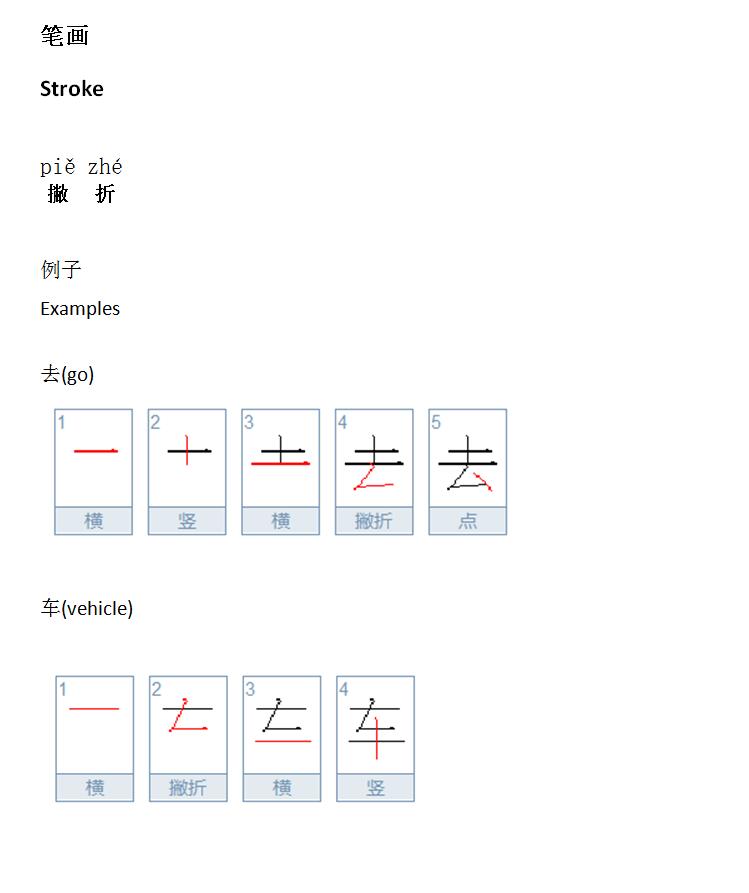 笔画
Stroke
piě zhé
撇 折
例子
Examples
去(go)
1 2 3 4 5
横 竖 横 撇折 点
车(vehicle)
1 2 3 4
横 撇折 横 竖